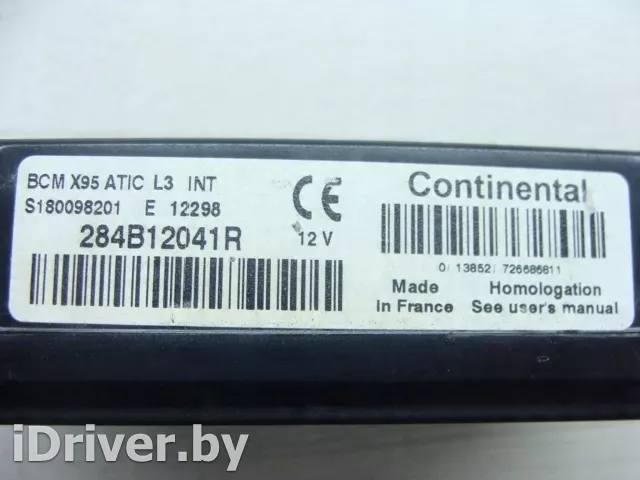 BCM X95 ATIC L3 INT
S180098201 E 12298
284B12041R
12 V
CE
Continental
0 / 13852 / 726686811
Made
in France
Homologation
See user's manual
iDriver.by